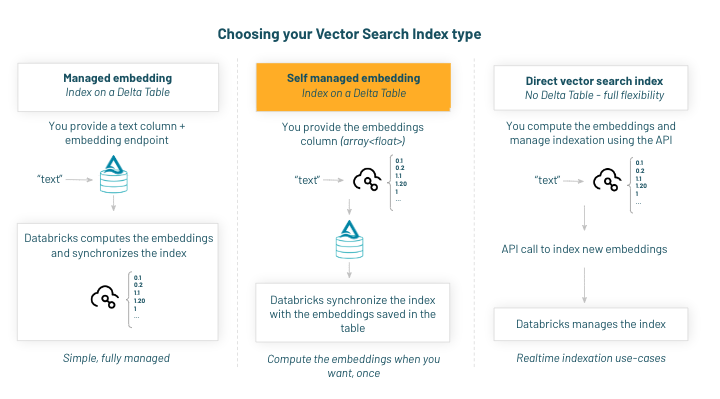 Choosing your Vector Search Index type
Managed embedding
Index on a Delta Table
You provide a text column +
embedding endpoint
"text"
Databricks computes the embeddings
and synchronizes the index
0.1
0.2
1.1
1.20
1
...
Simple, fully managed
Self managed embedding
Index on a Delta Table
You provide the embeddings
column (array<float>)
"text"
0.1
0.2
1.1
1.20
1
...
Databricks synchronize the index
with the embeddings saved in the
table
Compute the embeddings when you
want, once
Direct vector search index
No Delta Table - full flexibility
You compute the embeddings and
manage indexation using the API
"text"
0.1
0.2
1.1
1.20
1
...
API call to index new embeddings
Databricks manages the index
Realtime indexation use-cases